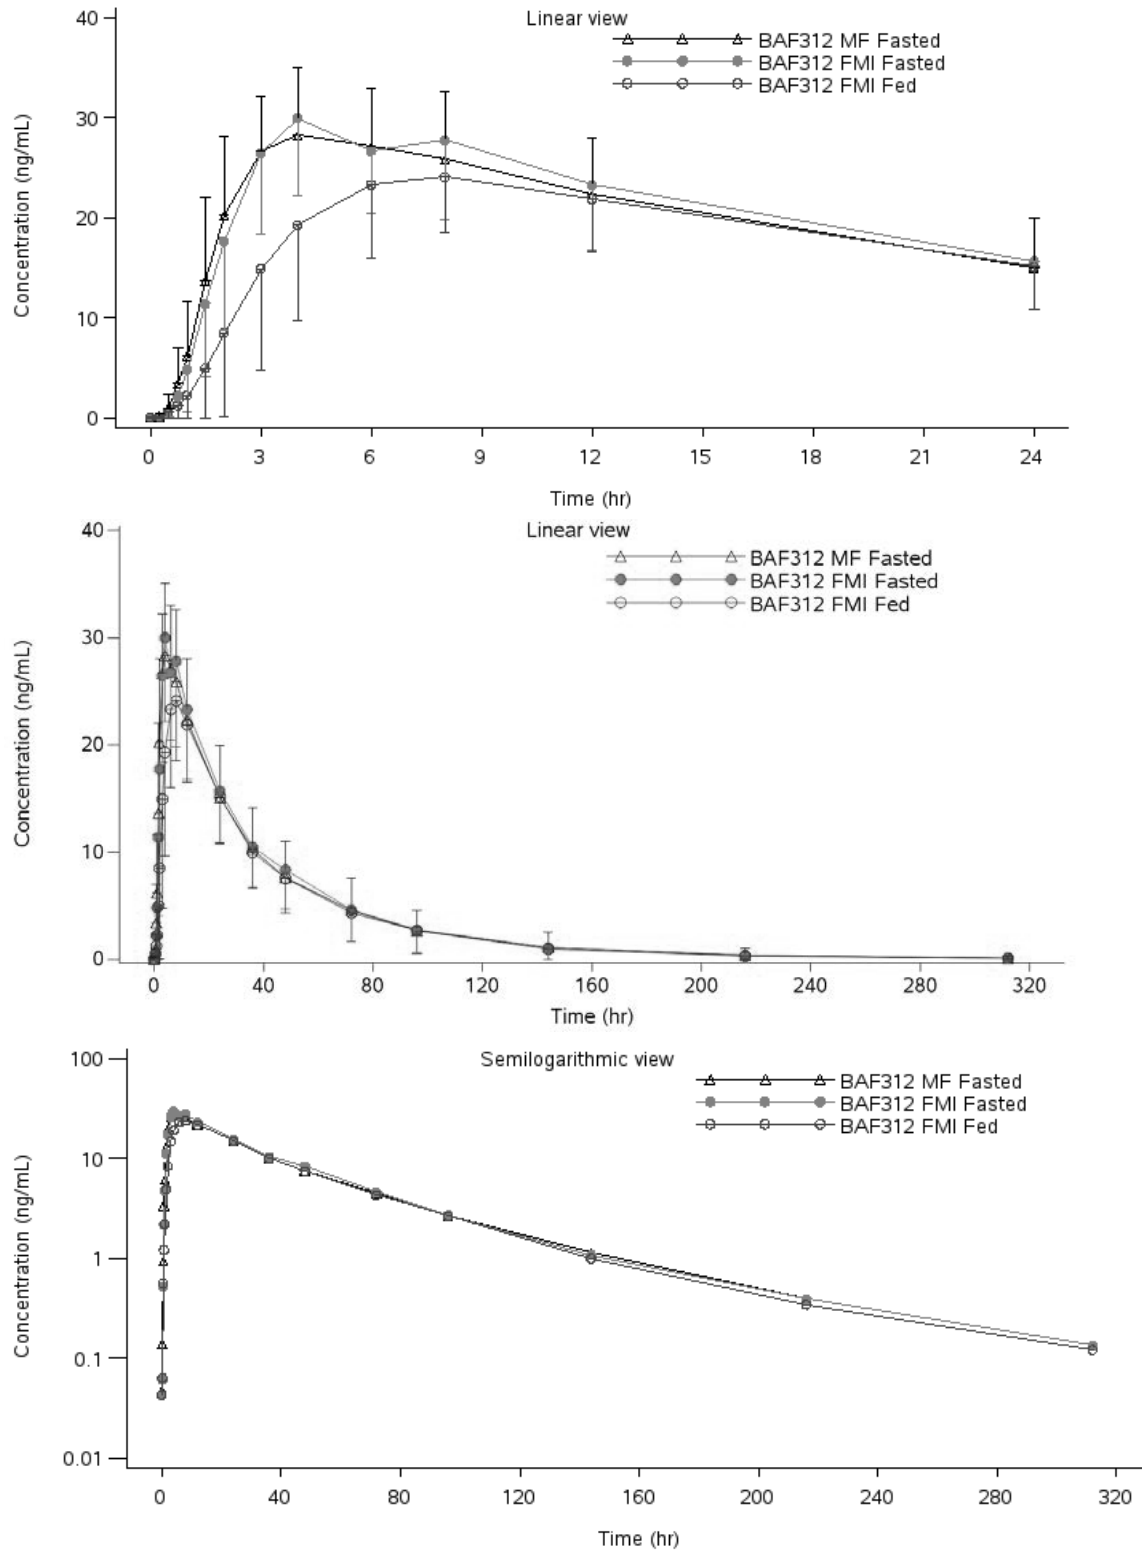 Linear view
BAF312 MF Fasted
BAF312 FMI Fasted
BAF312 FMI Fed
Concentration (ng/mL)
40
30
20
10
0
0 3 6 9 12 15 18 21 24
Time (hr)
Linear view
BAF312 MF Fasted
BAF312 FMI Fasted
BAF312 FMI Fed
Concentration (ng/mL)
40
30
20
10
0
0 40 80 120 160 200 240 280 320
Time (hr)
Semilogarithmic view
BAF312 MF Fasted
BAF312 FMI Fasted
BAF312 FMI Fed
Concentration (ng/mL)
100
10
1
0.1
0.01
0 40 80 120 160 200 240 280 320
Time (hr)